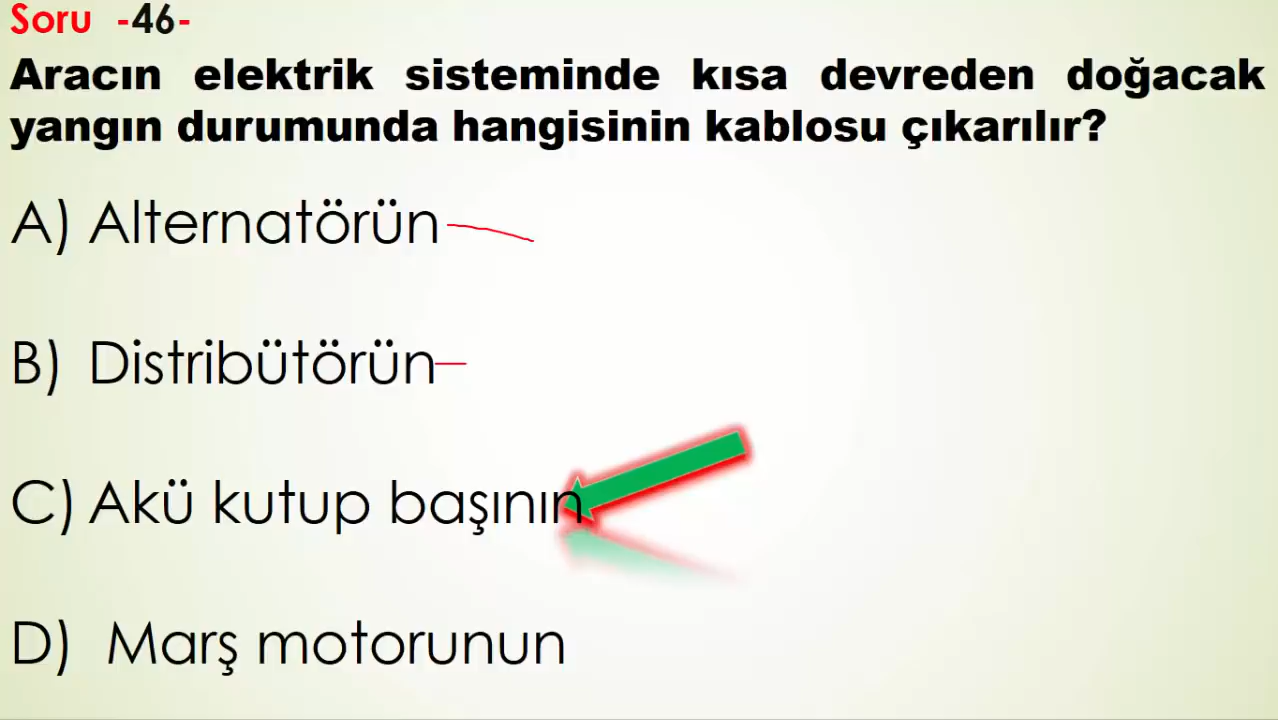 Soru -46-
Aracın elektrik sisteminde kısa devreden doğacak
yangın durumunda hangisinin kablosu çıkarılır?
A) Alternatörün
B) Distribütörün
C) Akü kutup başının
D) Marş motorunun